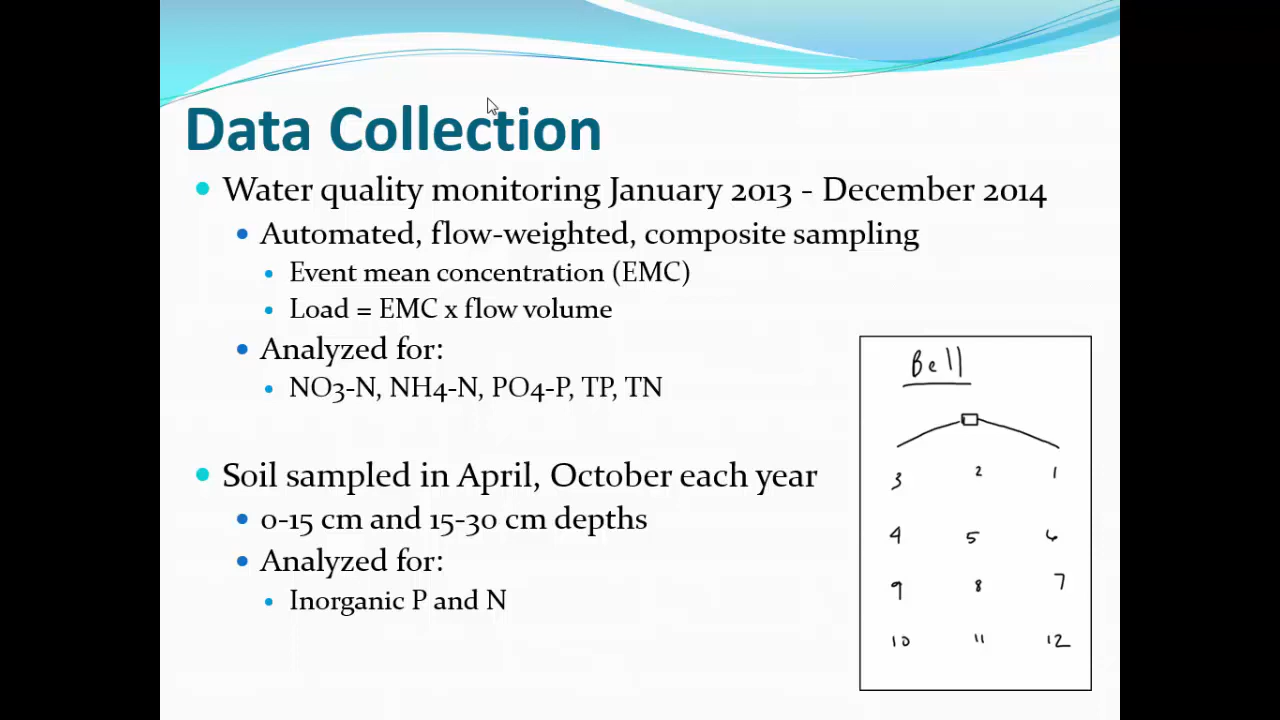 Data Collection
Water quality monitoring January 2013 - December 2014
Automated, flow-weighted, composite sampling
Event mean concentration (EMC)
Load = EMC x flow volume
Analyzed for:
NO3-N, NH4-N, PO4-P, TP, TN
Soil sampled in April, October each year
0-15 cm and 15-30 cm depths
Analyzed for:
Inorganic P and N
Bell
3 2 1
4 5 6
9 8 7
10 11 12